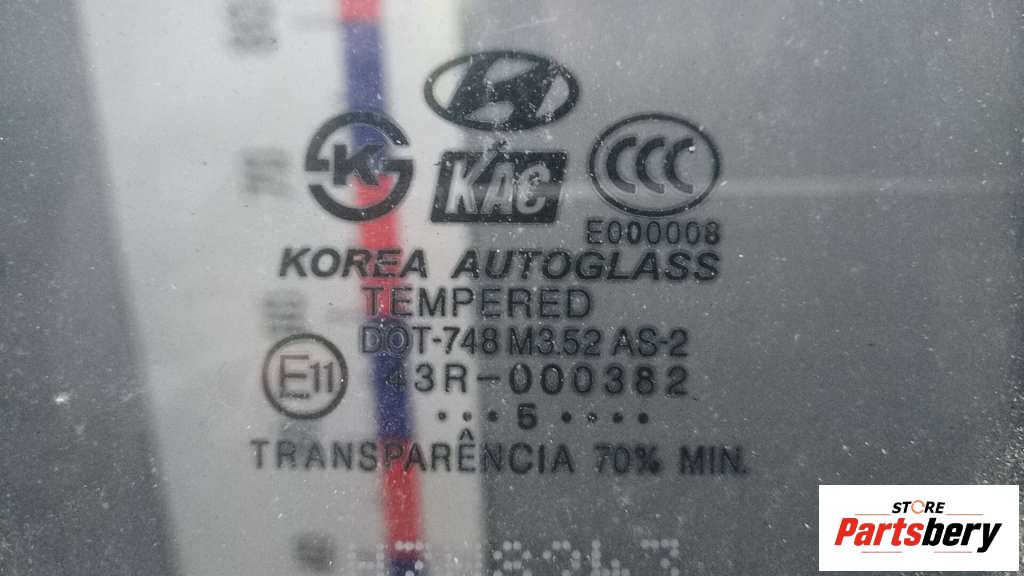 K
KAC
CCC
E000008
KOREA AUTOGLASS
TEMPERED
DOT-748 M3.52 AS-2
E11 43R-000382
•••5••••
TRANSPARÊNCIA 70% MIN.
STORE
Partsbery